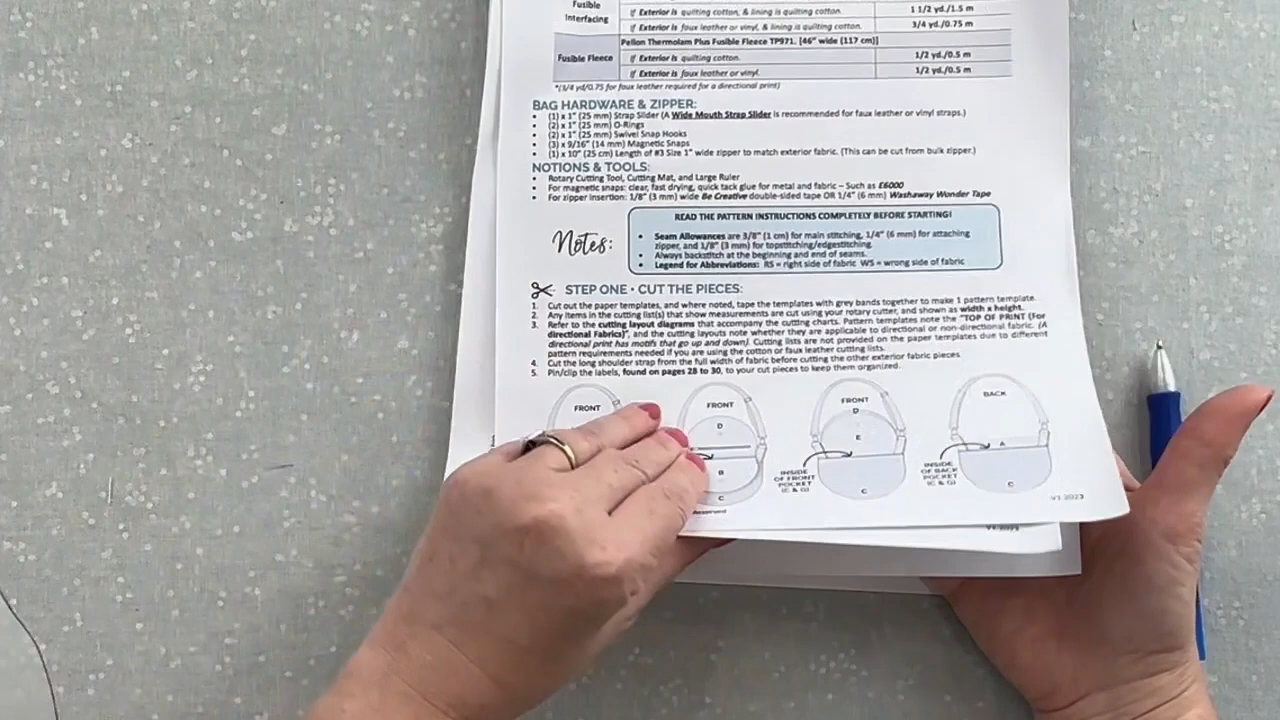 Fusible
Interfacing
If Exterior is quilting cotton, & lining is quilting cotton.
1 1/2 yd./1.5 m
If Exterior is faux leather or vinyl, & lining is quilting cotton.
3/4 yd./0.75 m
Fusible Fleece
Pellon Thermolam Plus Fusible Fleece TP971. [46" wide (117 cm)]
If Exterior is quilting cotton.
1/2 yd./0.5 m
If Exterior is faux leather or vinyl.
1/2 yd./0.5 m
*(3/4 yd/0.75 for faux leather required for a directional print)
BAG HARDWARE & ZIPPER:
• (1) x 1" (25 mm) Strap Slider (A Wide Mouth Strap Slider is recommended for faux leather or vinyl straps.)
• (2) x 1" (25 mm) O-Rings
• (2) x 1" (25 mm) Swivel Snap Hooks
• (3) x 9/16" (14 mm) Magnetic Snaps
• (1) x 10" (25 cm) Length of #3 Size 1" wide zipper to match exterior fabric. (This can be cut from bulk zipper.)
NOTIONS & TOOLS:
• Rotary Cutting Tool, Cutting Mat, and Large Ruler
• For magnetic snaps: clear, fast drying, quick tack glue for metal and fabric – Such as E6000
• For zipper insertion: 1/8" (3 mm) wide Be Creative double-sided tape OR 1/4" (6 mm) Washaway Wonder Tape
Notes:
READ THE PATTERN INSTRUCTIONS COMPLETELY BEFORE STARTING!
• Seam Allowances are 3/8" (1 cm) for main stitching, 1/4" (6 mm) for attaching
zipper, and 1/8" (3 mm) for topstitching/edgestitching.
• Always backstitch at the beginning and end of seams.
• Legend for Abbreviations: RS = right side of fabric WS = wrong side of fabric
STEP ONE • CUT THE PIECES:
1. Cut out the paper templates, and where noted, tape the templates with grey bands together to make 1 pattern template.
2. Any items in the cutting list(s) that show measurements are cut using your rotary cutter, and shown as width x height.
3. Refer to the cutting layout diagrams that accompany the cutting charts. Pattern templates note the "TOP OF PRINT (For
directional Fabrics)", and the cutting layouts note whether they are applicable to directional or non-directional fabric. (A
directional print has motifs that go up and down). Cutting lists are not provided on the paper templates due to different
pattern requirements needed if you are using the cotton or faux leather cutting lists.
4. Cut the long shoulder strap from the full width of fabric before cutting the other exterior fabric pieces.
5. Pin/clip the labels, found on pages 28 to 30, to your cut pieces to keep them organized.
FRONT
FRONT
D
B
C
FRONT
D
E
C
INSIDE
OF FRONT
POCKET
(C & G)
BACK
A
C
INSIDE
OF BACK
POCKET
(C & G)
V1 2023